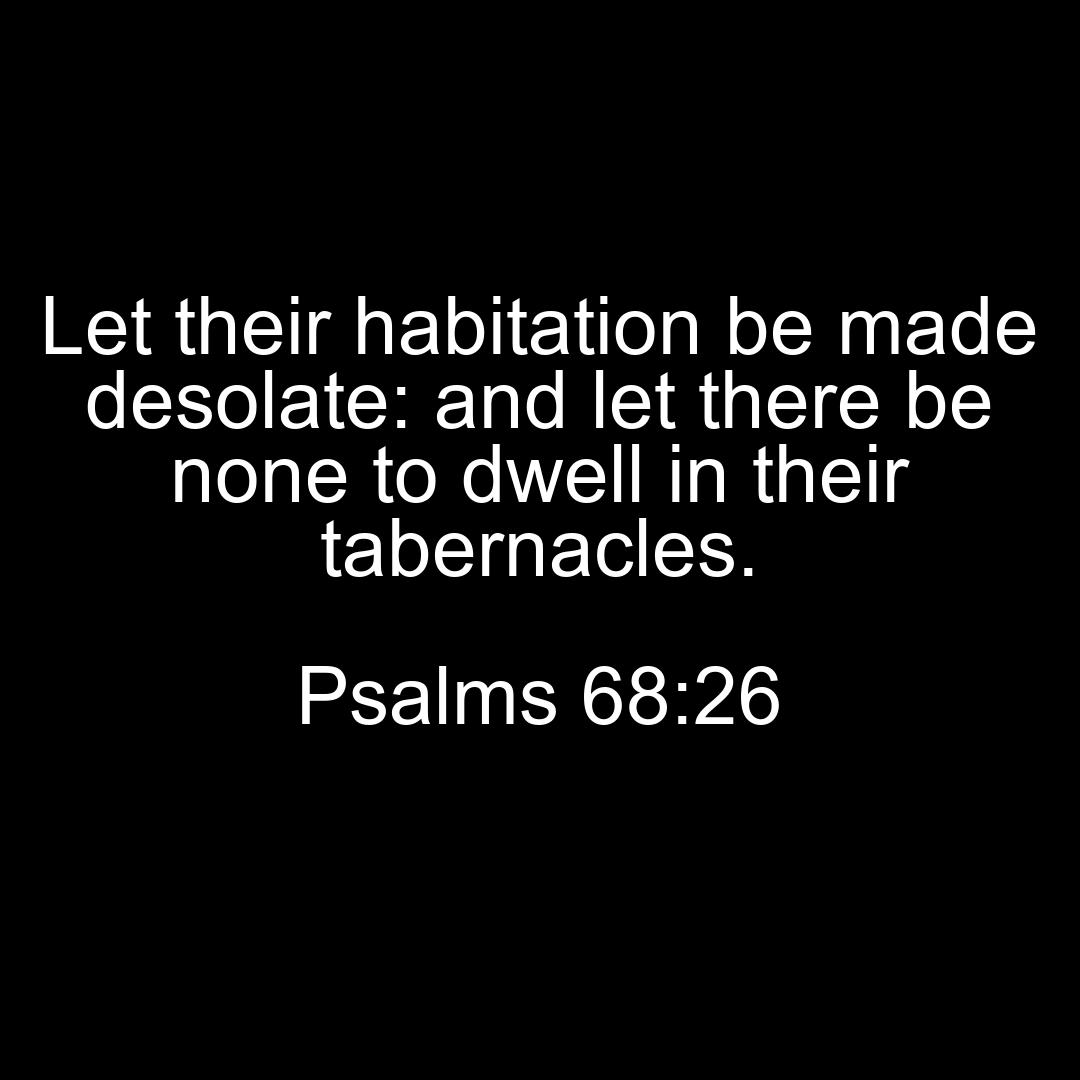 Let their habitation be made
desolate: and let there be
none to dwell in their
tabernacles.
Psalms 68:26